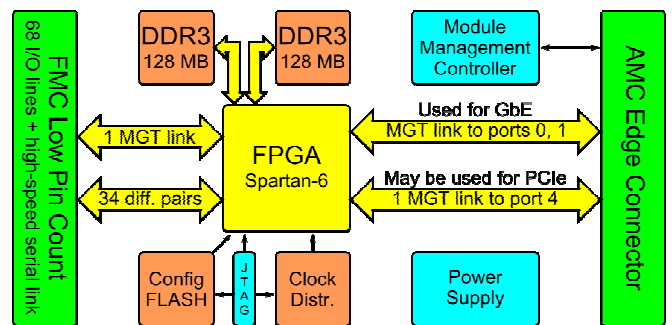 FMC Low Pin Count
68 I/O lines + high-speed serial link
DDR3
128 MB
DDR3
128 MB
Module
Management
Controller
AMC Edge Connector
1 MGT link
34 diff. pairs
FPGA
Spartan-6
Used for GbE
MGT link to ports 0, 1
May be used for PCIe
1 MGT link to port 4
Config
FLASH
J
T
A
G
Clock
Distr.
Power
Supply